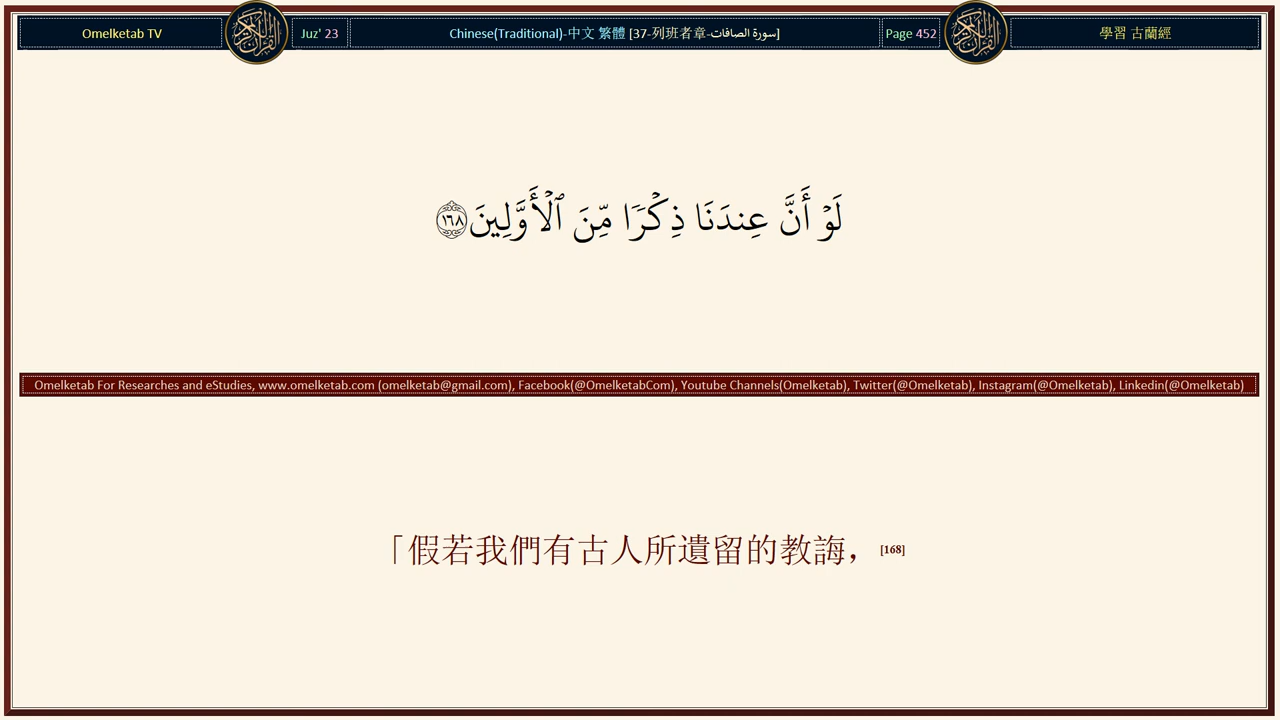 Omelketab TV
Juz' 23
Chinese(Traditional)-中文 繁體 [37-列班者章-سورة الصافات]
Page 452
學習 古蘭經
لَوۡ أَنَّ عِندَنَا ذِكۡرٗا مِّنَ ٱلۡأَوَّلِينَ ١٦٨
Omelketab For Researches and eStudies, www.omelketab.com (omelketab@gmail.com), Facebook(@OmelketabCom), Youtube Channels(Omelketab), Twitter(@Omelketab), Instagram(@Omelketab), Linkedin(@Omelketab)
「假若我們有古人所遺留的教誨， [168]